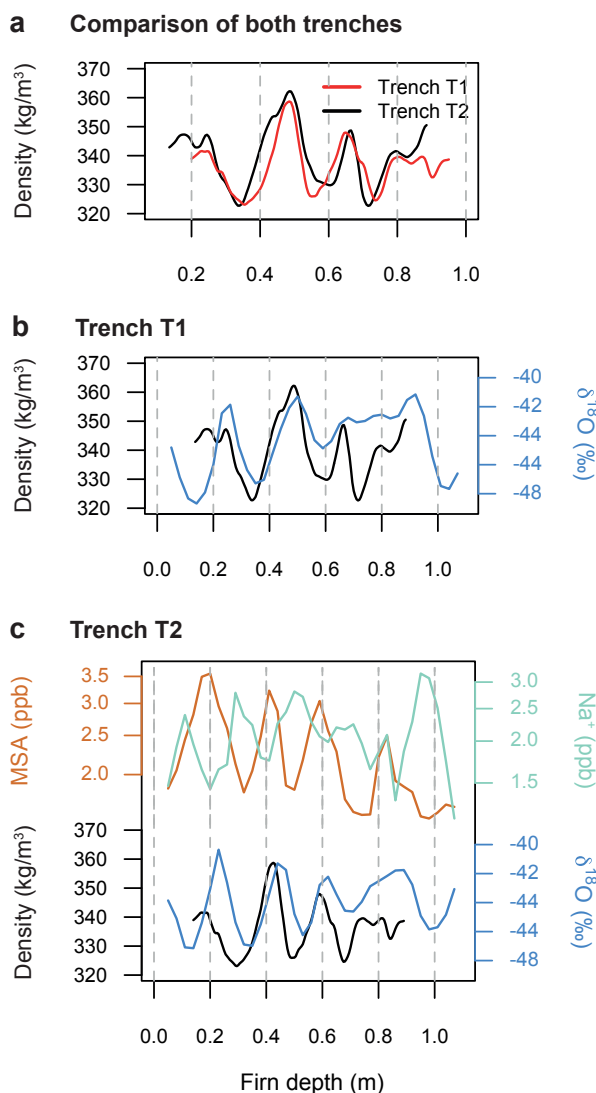 a Comparison of both trenches
Density (kg/m³)
370
360
350
340
330
320
Trench T1
Trench T2
0.2 0.4 0.6 0.8 1.0
b Trench T1
Density (kg/m³)
370
360
350
340
330
320
-40
-42
-44
-46
-48
δ¹⁸O (‰)
0.0 0.2 0.4 0.6 0.8 1.0
c Trench T2
MSA (ppb)
3.5
3.0
2.5
2.0
3.0
2.5
2.0
1.5
Na⁺ (ppb)
Density (kg/m³)
370
360
350
340
330
320
-40
-42
-44
-46
-48
δ¹⁸O (‰)
0.0 0.2 0.4 0.6 0.8 1.0
Firn depth (m)